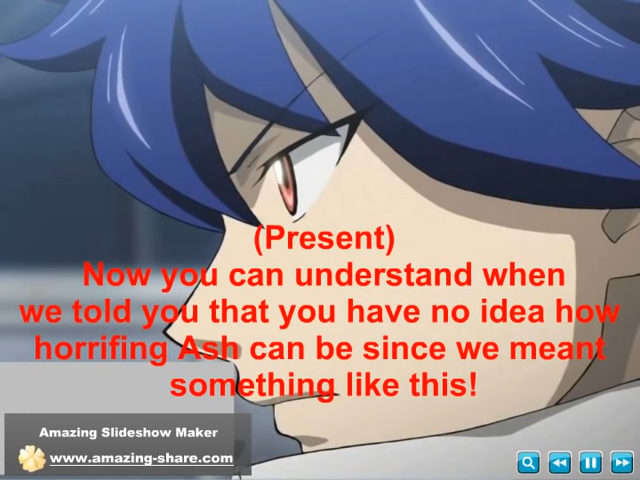 (Present)
Now you can understand when
we told you that you have no idea how
horrifing Ash can be since we meant
something like this!
Amazing Slideshow Maker
www.amazing-share.com